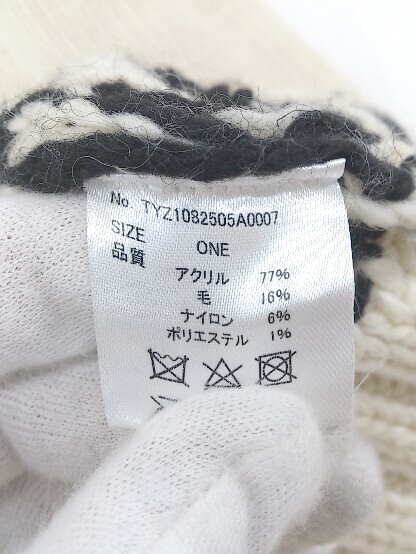 No. TYZ1082505A0007
SIZE ONE
品質
アクリル 77%
毛 16%
ナイロン 6%
ポリエステル 1%